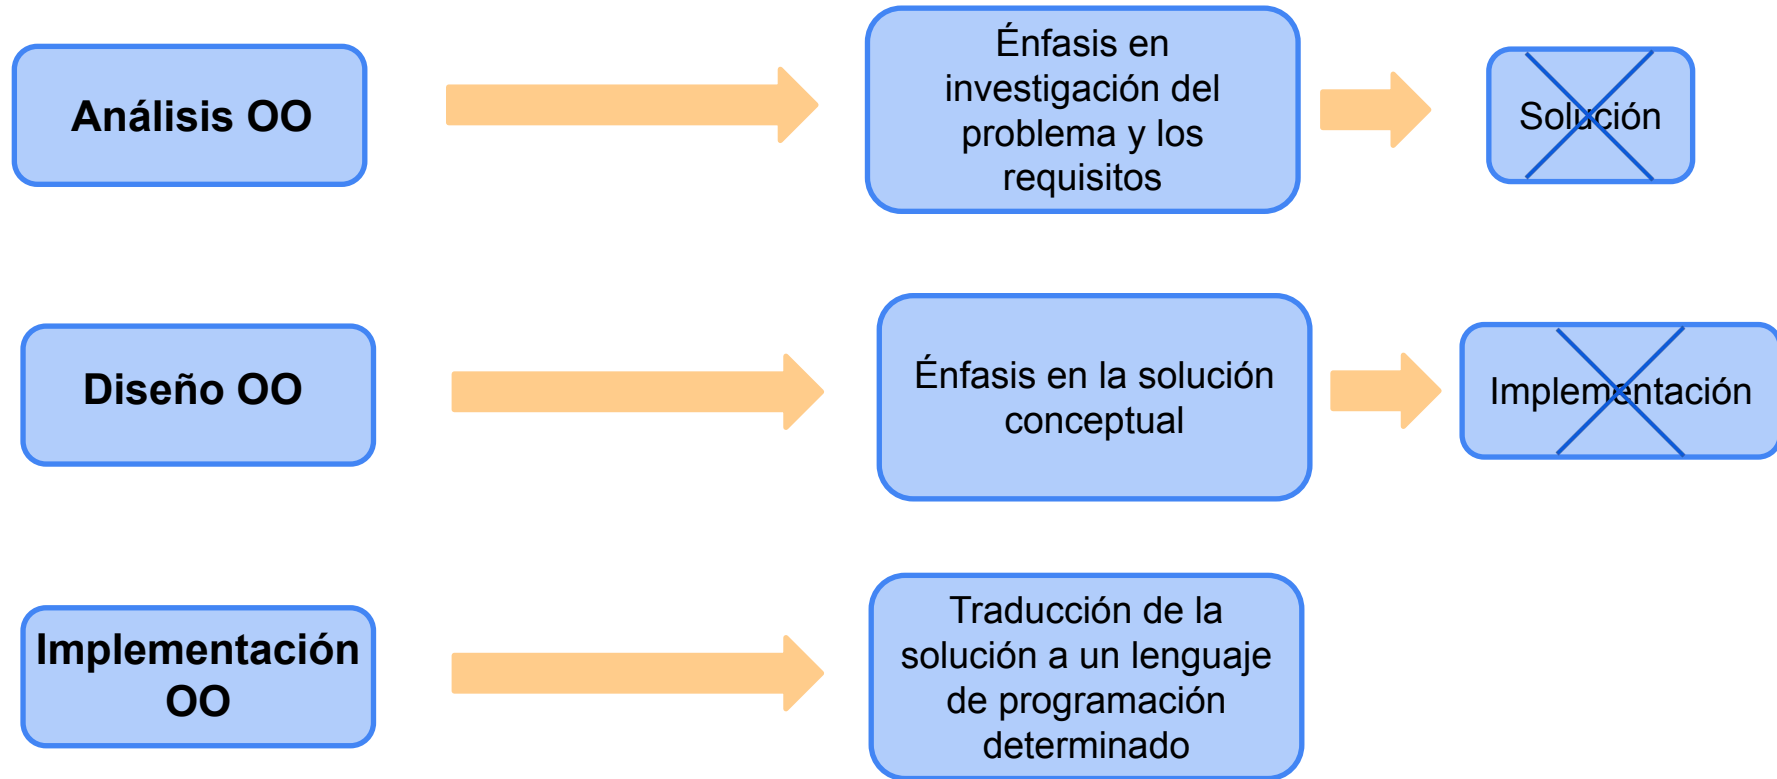 Análisis OO
Énfasis en
investigación del
problema y los
requisitos
Solución
Diseño OO
Énfasis en la solución
conceptual
Implementación
Implementación
OO
Traducción de la
solución a un lenguaje
de programación
determinado